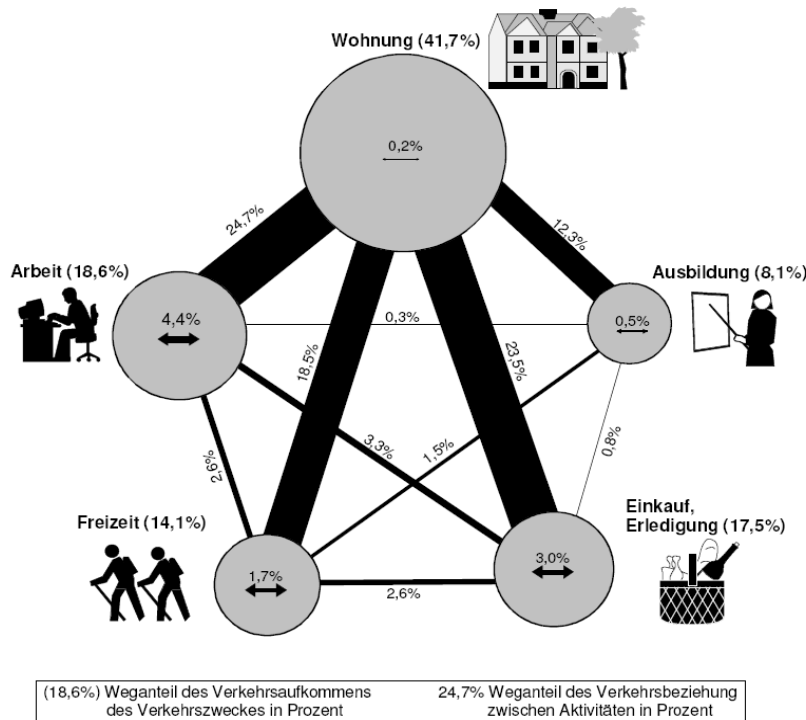 Wohnung (41,7%)
0,2%
24,7%
12,3%
Arbeit (18,6%)
Ausbildung (8,1%)
4,4%
0,3%
0,5%
18,5%
23,5%
3,3%
1,5%
0,8%
2,6%
Freizeit (14,1%)
Einkauf,
Erledigung (17,5%)
1,7%
3,0%
2,6%
(18,6%) Weganteil des Verkehrsaufkommens
des Verkehrszweckes in Prozent
24,7% Weganteil des Verkehrsbeziehung
zwischen Aktivitäten in Prozent